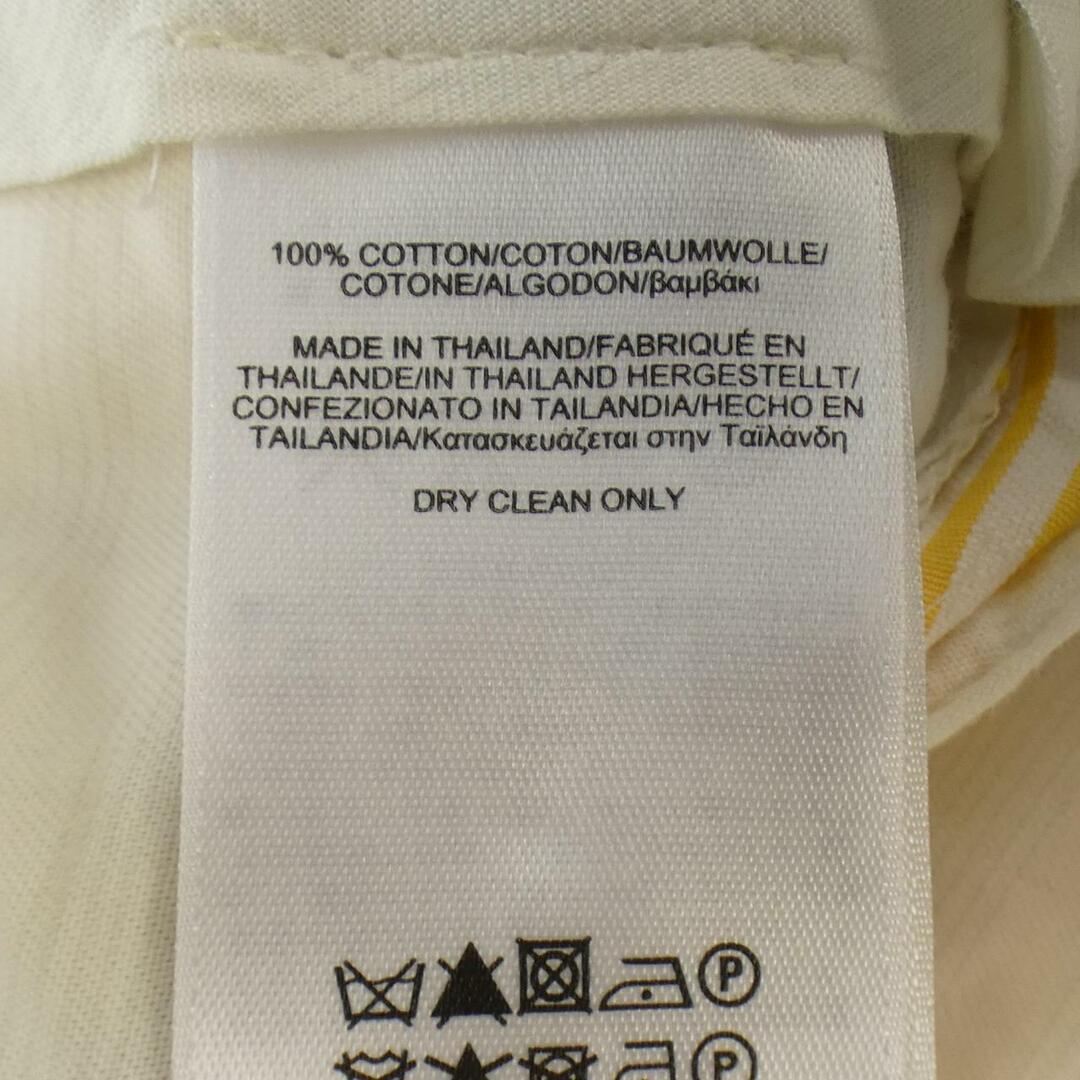 100% COTTON/COTON/BAUMWOLLE/
COTONE/ALGODON/βαμβάκι
MADE IN THAILAND/FABRIQUÉ EN
THAILANDE/IN THAILAND HERGESTELLT/
CONFEZIONATO IN TAILANDIA/HECHO EN
TAILANDIA/Κατασκευάζεται στην Ταϊλάνδη
DRY CLEAN ONLY
P
P